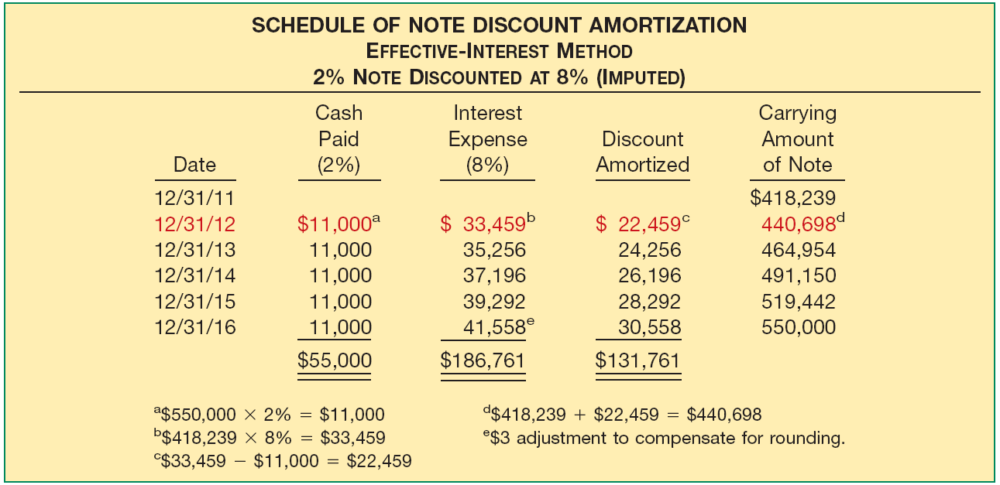 SCHEDULE OF NOTE DISCOUNT AMORTIZATION
EFFECTIVE-INTEREST METHOD
2% NOTE DISCOUNTED AT 8% (IMPUTED)
Cash Interest Carrying
Paid Expense Discount Amount
Date (2%) (8%) Amortized of Note
12/31/11 $418,239
12/31/12 $11,000a $ 33,459b $ 22,459c 440,698d
12/31/13 11,000 35,256 24,256 464,954
12/31/14 11,000 37,196 26,196 491,150
12/31/15 11,000 39,292 28,292 519,442
12/31/16 11,000 41,558e 30,558 550,000
$55,000 $186,761 $131,761
a$550,000 × 2% = $11,000 d$418,239 + $22,459 = $440,698
b$418,239 × 8% = $33,459 e$3 adjustment to compensate for rounding.
c$33,459 − $11,000 = $22,459